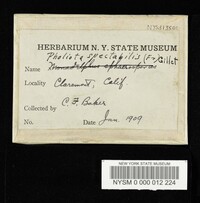 HERBARIUM N. Y. STATE MUSEUM
Pholiota spectabilis (Fr) Gillet
Name
Locality Claremont, Calif
Collected by C. F. Baker
No. Date Jan. 1909
NEW YORK STATE MUSEUM
NYSM 0 000 012 224